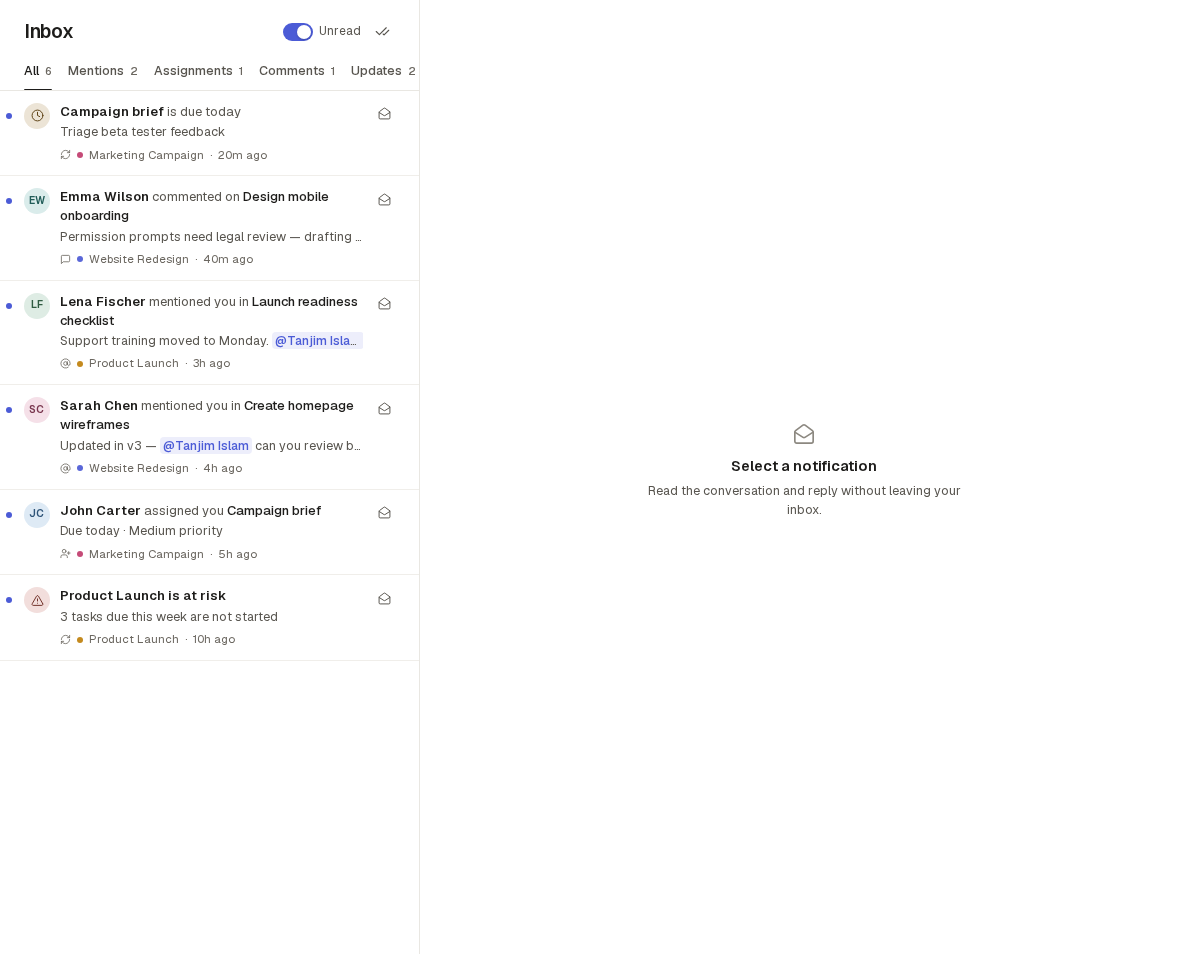 Inbox
Unread
All 6 Mentions 2 Assignments 1 Comments 1 Updates 2
Campaign brief is due today
Triage beta tester feedback
Marketing Campaign · 20m ago
EW
Emma Wilson commented on Design mobile
onboarding
Permission prompts need legal review — drafting …
Website Redesign · 40m ago
LF
Lena Fischer mentioned you in Launch readiness
checklist
Support training moved to Monday. @Tanjim Isla…
Product Launch · 3h ago
SC
Sarah Chen mentioned you in Create homepage
wireframes
Updated in v3 — @Tanjim Islam can you review b…
Website Redesign · 4h ago
JC
John Carter assigned you Campaign brief
Due today · Medium priority
Marketing Campaign · 5h ago
Product Launch is at risk
3 tasks due this week are not started
Product Launch · 10h ago
Select a notification
Read the conversation and reply without leaving your
inbox.